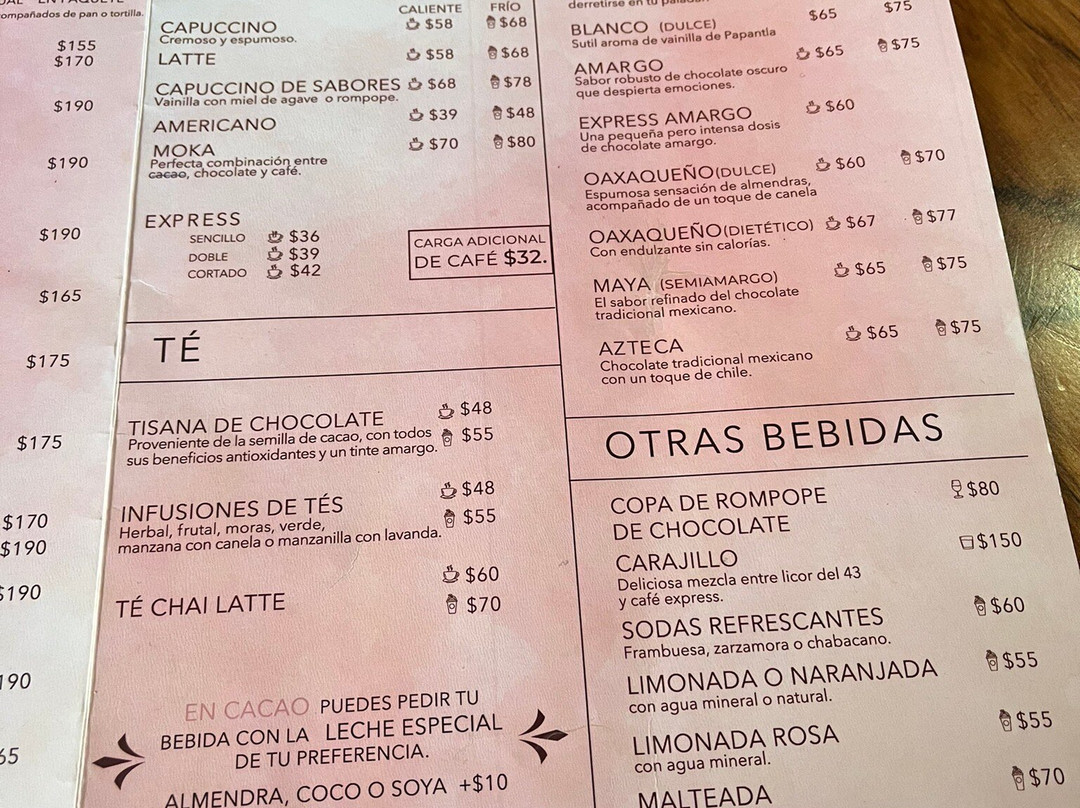 ompañados de pan o tortilla.
$155
$170
$190
$190
$190
$165
$175
$175
$170
$190
$190
190
65
CALIENTE FRÍO
CAPUCCINO $58 $68
Cremoso y espumoso.
LATTE $58 $68
CAPUCCINO DE SABORES $68 $78
Vainilla con miel de agave o rompope.
AMERICANO $39 $48
MOKA $70 $80
Perfecta combinación entre
cacao, chocolate y café.
EXPRESS
SENCILLO $36
DOBLE $39
CORTADO $42
CARGA ADICIONAL
DE CAFÉ $32.
TÉ
TISANA DE CHOCOLATE $48
Proveniente de la semilla de cacao, con todos $55
sus beneficios antioxidantes y un tinte amargo.
INFUSIONES DE TÉS $48
Herbal, frutal, moras, verde, $55
manzana con canela o manzanilla con lavanda.
TÉ CHAI LATTE $60
$70
EN CACAO PUEDES PEDIR TU
BEBIDA CON LA LECHE ESPECIAL
DE TU PREFERENCIA.
ALMENDRA, COCO O SOYA +$10
derretirse en tu paladar.
BLANCO (DULCE) $65 $75
Sutil aroma de vainilla de Papantla
AMARGO $65 $75
Sabor robusto de chocolate oscuro
que despierta emociones.
EXPRESS AMARGO $60
Una pequeña pero intensa dosis
de chocolate amargo.
OAXAQUEÑO(DULCE) $60 $70
Espumosa sensación de almendras,
acompañado de un toque de canela
OAXAQUEÑO(DIETÉTICO) $67 $77
Con endulzante sin calorías.
MAYA (SEMIAMARGO) $65 $75
El sabor refinado del chocolate
tradicional mexicano.
AZTECA $65 $75
Chocolate tradicional mexicano
con un toque de chile.
OTRAS BEBIDAS
COPA DE ROMPOPE $80
DE CHOCOLATE
CARAJILLO $150
Deliciosa mezcla entre licor del 43
y café express.
SODAS REFRESCANTES $60
Frambuesa, zarzamora o chabacano.
LIMONADA O NARANJADA $55
con agua mineral o natural.
LIMONADA ROSA $55
con agua mineral.
MALTEADA $70